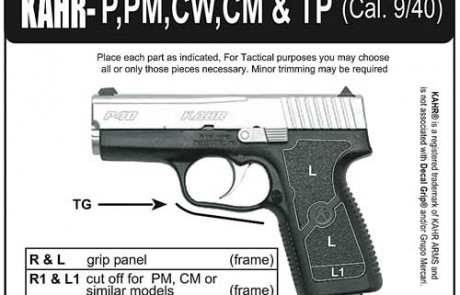 KAHR- P,PM,CW,CM & TP (Cal. 9/40)
Place each part as indicated, For Tactical purposes you may choose
all or only those pieces necessary. Minor trimming may be required
P-40 KAHR
L
TG
L
L1
R & L grip panel (frame)
R1 & L1 cut off for PM, CM or (frame)
similar models
KAHR® is a registered trademark of KAHR ARMS and
is not associated with Decal Grip® and/or Grupo Mercari.